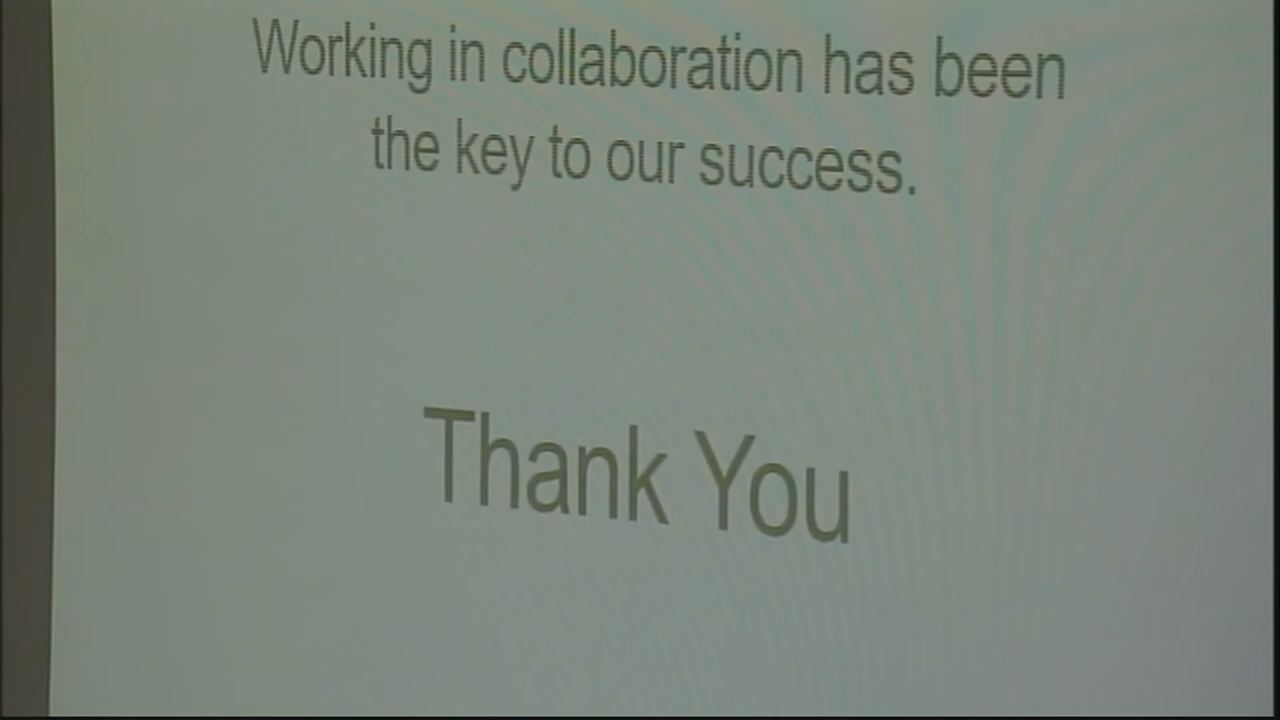 Working in collaboration has been
the key to our success.
Thank You